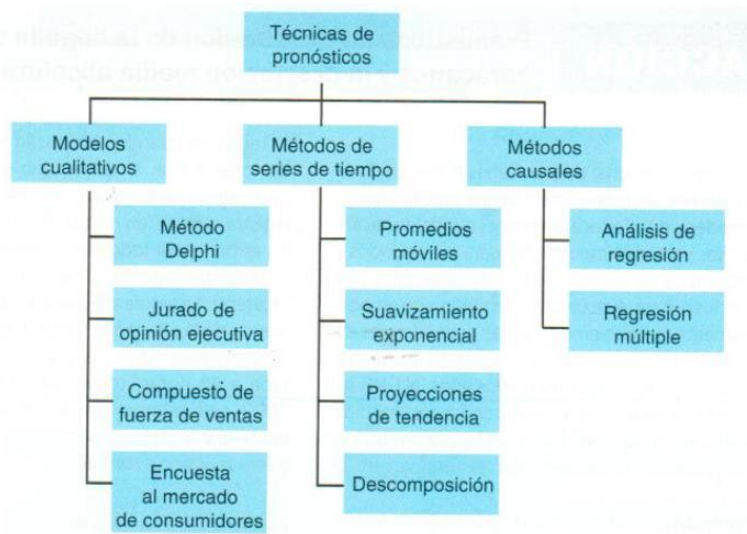 Técnicas de
pronósticos
Modelos
cualitativos
Método
Delphi
Jurado de
opinión ejecutiva
Compuesto de
fuerza de ventas
Encuesta
al mercado
de consumidores
Métodos de
series de tiempo
Promedios
móviles
Suavizamiento
exponencial
Proyecciones
de tendencia
Descomposición
Métodos
causales
Análisis de
regresión
Regresión
múltiple